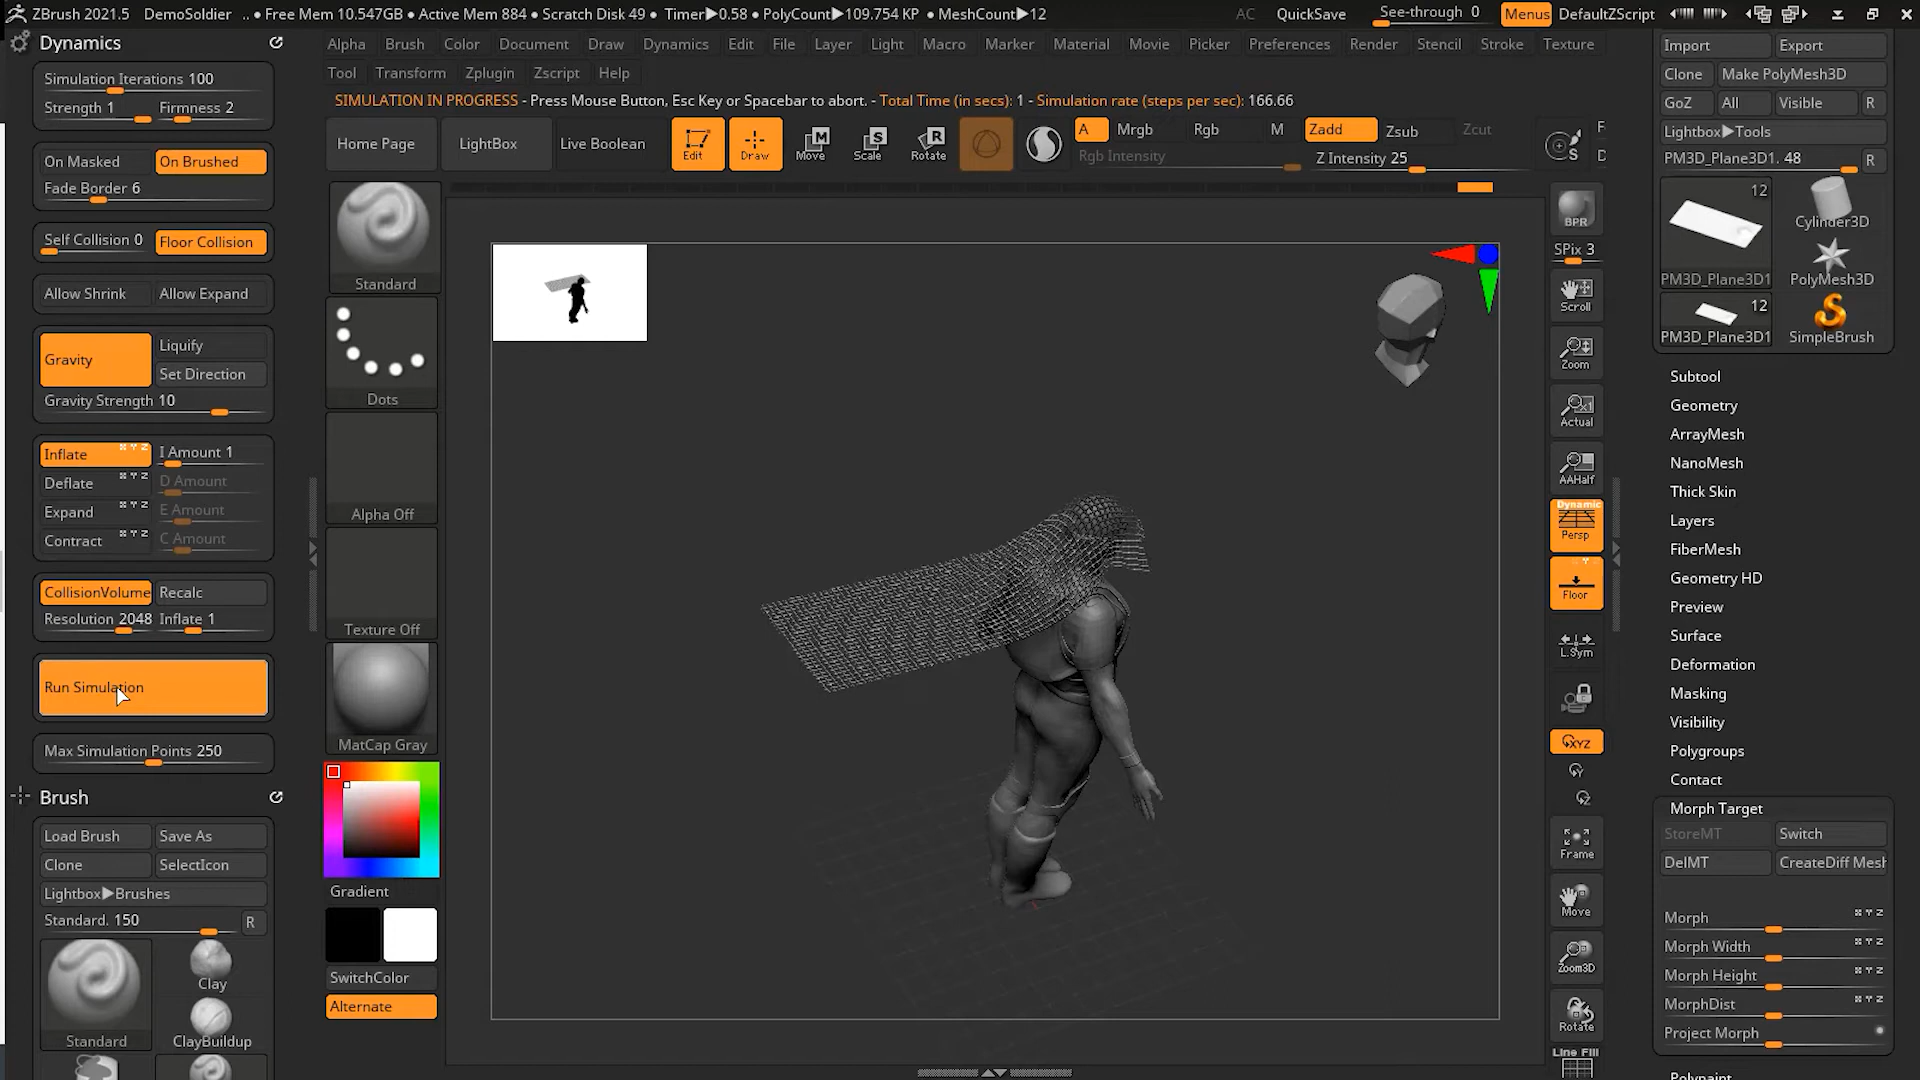 ZBrush 2021.5 DemoSoldier .. • Free Mem 10.547GB • Active Mem 884 • Scratch Disk 49 • Timer▶0.58 • PolyCount▶109.754 KP • MeshCount▶12 AC QuickSave See-through 0 Menus DefaultZScript
Dynamics
Simulation Iterations 100
Strength 1 Firmness 2
On Masked On Brushed
Fade Border 6
Self Collision 0 Floor Collision
Allow Shrink Allow Expand
Gravity Liquify
Set Direction
Gravity Strength 10
Inflate X Y Z I Amount 1
Deflate X Y Z D Amount
Expand X Y Z E Amount
Contract X Y Z C Amount
CollisionVolume Recalc
Resolution 2048 Inflate 1
Run Simulation
Max Simulation Points 250
Brush
Load Brush Save As
Clone SelectIcon
Lightbox▶Brushes
Standard. 150 R
Standard Clay
ClayBuildup
Alpha Brush Color Document Draw Dynamics Edit File Layer Light Macro Marker Material Movie Picker Preferences Render Stencil Stroke Texture
Tool Transform Zplugin Zscript Help
SIMULATION IN PROGRESS - Press Mouse Button, Esc Key or Spacebar to abort. - Total Time (in secs): 1 - Simulation rate (steps per sec): 166.66
Home Page LightBox Live Boolean Edit Draw Move Scale Rotate
A Mrgb Rgb M Zadd Zsub Zcut
Rgb Intensity Z Intensity 25
F
D
Standard
Dots
Alpha Off
Texture Off
MatCap Gray
Gradient
SwitchColor
Alternate
BPR
SPix 3
Scroll
Zoom
Actual
AAHalf
Dynamic
Persp
Floor
L.Sym
XYZ
Y
Z
Frame
Move
Zoom3D
Rotate
Line Fill
Import Export
Clone Make PolyMesh3D
GoZ All Visible R
Lightbox▶Tools
PM3D_Plane3D1. 48 R
12
Cylinder3D
PM3D_Plane3D1 PolyMesh3D
12
PM3D_Plane3D1 SimpleBrush
Subtool
Geometry
ArrayMesh
NanoMesh
Thick Skin
Layers
FiberMesh
Geometry HD
Preview
Surface
Deformation
Masking
Visibility
Polygroups
Contact
Morph Target
StoreMT Switch
DelMT CreateDiff Mesh
Morph X Y Z
Morph Width X Y Z
Morph Height X Y Z
MorphDist X Y Z
Project Morph
Polypaint